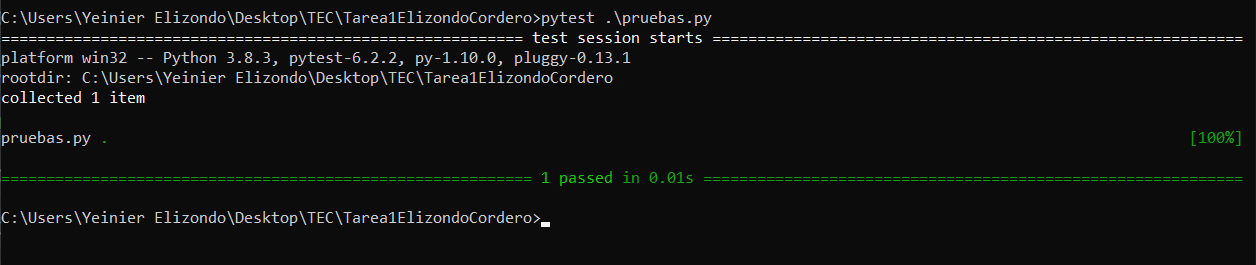 C:\Users\Yeinier Elizondo\Desktop\TEC\Tarea1ElizondoCordero>pytest .\pruebas.py
========================================================== test session starts ===========================================================
platform win32 -- Python 3.8.3, pytest-6.2.2, py-1.10.0, pluggy-0.13.1
rootdir: C:\Users\Yeinier Elizondo\Desktop\TEC\Tarea1ElizondoCordero
collected 1 item
pruebas.py . [100%]
=========================================================== 1 passed in 0.01s ============================================================
C:\Users\Yeinier Elizondo\Desktop\TEC\Tarea1ElizondoCordero>